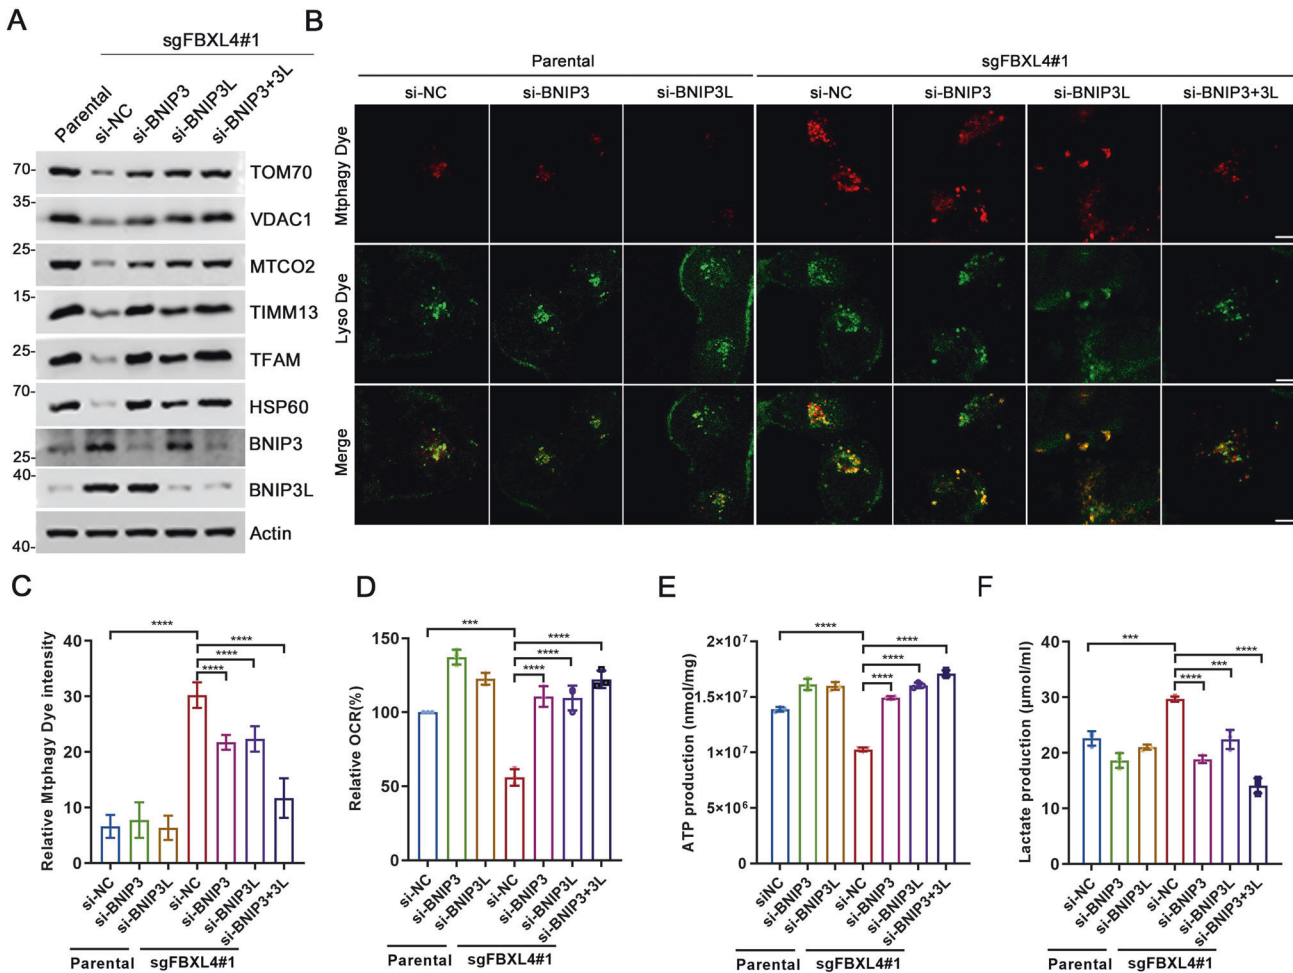 A
sgFBXL4#1
Parental
si-NC
si-BNIP3
si-BNIP3L
si-BNIP3+3L
70-
TOM70
35-
VDAC1
25-
MTCO2
15-
TIMM13
25-
TFAM
70-
HSP60
BNIP3
25-
40-
BNIP3L
Actin
40-
B
Parental
sgFBXL4#1
si-NC
si-BNIP3
si-BNIP3L
si-NC
si-BNIP3
si-BNIP3L
si-BNIP3+3L
Mtphagy Dye
Lyso Dye
Merge
C
Relative Mtphagy Dye intensity
40
30
20
10
0
****
****
****
****
si-NC
si-BNIP3
si-BNIP3L
si-NC
si-BNIP3
si-BNIP3L
si-BNIP3+3L
Parental
sgFBXL4#1
D
Relative OCR(%)
150
100
50
0
***
****
****
****
si-NC
si-BNIP3
si-BNIP3L
si-NC
si-BNIP3
si-BNIP3L
si-BNIP3+3L
Parental
sgFBXL4#1
E
ATP production (nmol/mg)
2×10⁷
1.5×10⁷
1×10⁷
5×10⁶
0
****
****
****
****
siNC
si-BNIP3
si-BNIP3L
si-NC
si-BNIP3
si-BNIP3L
si-BNIP3+3L
Parental
sgFBXL4#1
F
Lactate production (μmol/ml)
40
30
20
10
0
***
****
***
****
si-NC
si-BNIP3
si-BNIP3L
si-NC
si-BNIP3
si-BNIP3L
si-BNIP3+3L
Parental
sgFBXL4#1